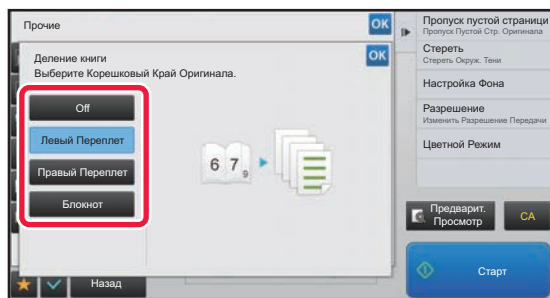 Прочие
OK
Деление книги
OK
Выберите Корешковый Край Оригинала.
Off
Левый Переплет
Правый Переплет
Блокнот
6 7 9
Назад
Пропуск пустой страници
Пропуск Пустой Стр. Оригинала
Стереть
Стереть Окруж. Тени
Настройка Фона
Разрешение
Изменить Разрешение Передачи
Цветной Режим
Предварит.
Просмотр
CA
Старт